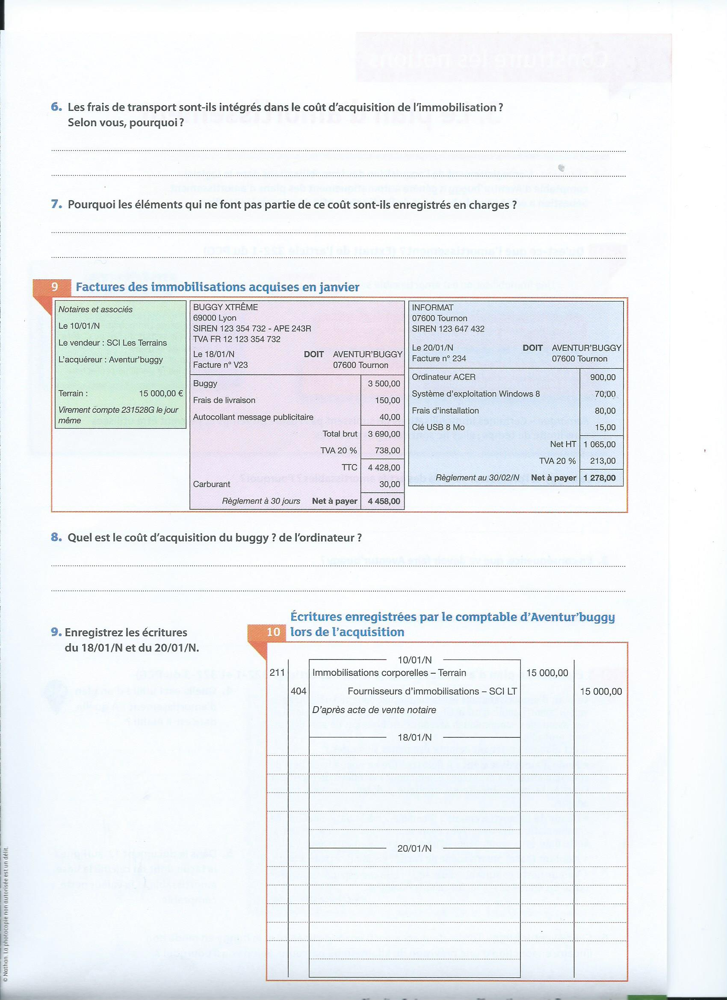 6. Les frais de transport sont-ils intégrés dans le coût d'acquisition de l'immobilisation ?
Selon vous, pourquoi ?
7. Pourquoi les éléments qui ne font pas partie de ce coût sont-ils enregistrés en charges ?
9 Factures des immobilisations acquises en janvier
Notaires et associés
Le 10/01/N
Le vendeur : SCI Les Terrains
L'acquéreur : Aventur'buggy
Terrain : 15 000,00 €
Virement compte 231528G le jour
même
BUGGY XTRÊME
69000 Lyon
SIREN 123 354 732 - APE 243R
TVA FR 12 123 354 732
Le 18/01/N DOIT AVENTUR'BUGGY
Facture n° V23 07600 Tournon
Buggy 3 500,00
Frais de livraison 150,00
Autocollant message publicitaire 40,00
Total brut 3 690,00
TVA 20 % 738,00
TTC 4 428,00
Carburant 30,00
Règlement à 30 jours Net à payer 4 458,00
INFORMAT
07600 Tournon
SIREN 123 647 432
Le 20/01/N DOIT AVENTUR'BUGGY
Facture n° 234 07600 Tournon
Ordinateur ACER 900,00
Système d'exploitation Windows 8 70,00
Frais d'installation 80,00
Clé USB 8 Mo 15,00
Net HT 1 065,00
TVA 20 % 213,00
Règlement au 30/02/N Net à payer 1 278,00
8. Quel est le coût d'acquisition du buggy ? de l'ordinateur ?
9. Enregistrez les écritures
du 18/01/N et du 20/01/N.
Écritures enregistrées par le comptable d'Aventur'buggy
10 lors de l'acquisition
10/01/N
211 Immobilisations corporelles – Terrain 15 000,00
404 Fournisseurs d'immobilisations – SCI LT 15 000,00
D'après acte de vente notaire
18/01/N
20/01/N
© Nathan. La photocopie non autorisée est un délit.